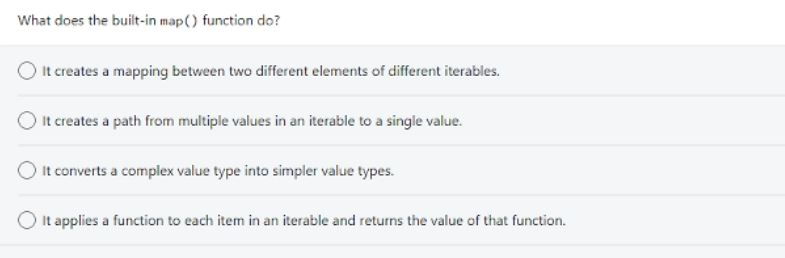 What does the built-in map() function do?
It creates a mapping between two different elements of different iterables.
It creates a path from multiple values in an iterable to a single value.
It converts a complex value type into simpler value types.
It applies a function to each item in an iterable and returns the value of that function.